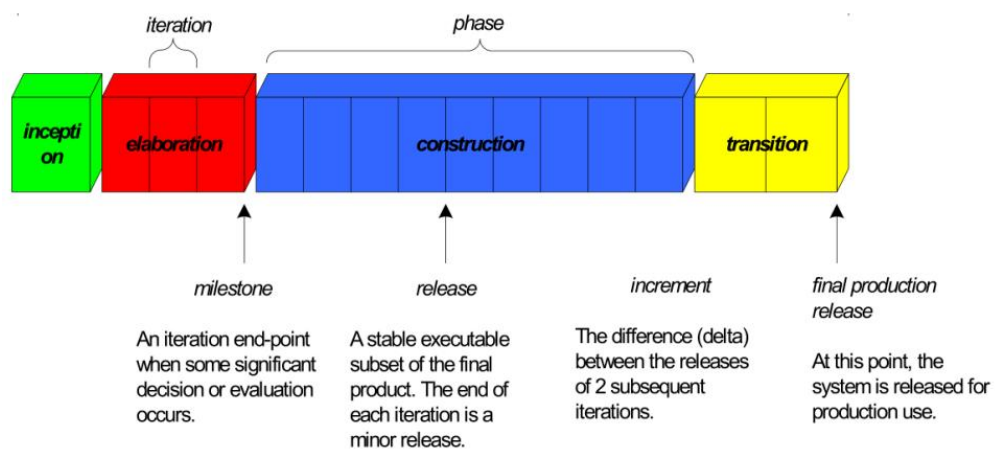 iteration
phase
incepti
on
elaboration
construction
transition
milestone
An iteration end-point
when some significant
decision or evaluation
occurs.
release
A stable executable
subset of the final
product. The end of
each iteration is a
minor release.
increment
The difference (delta)
between the releases
of 2 subsequent
iterations.
final production
release
At this point, the
system is released for
production use.